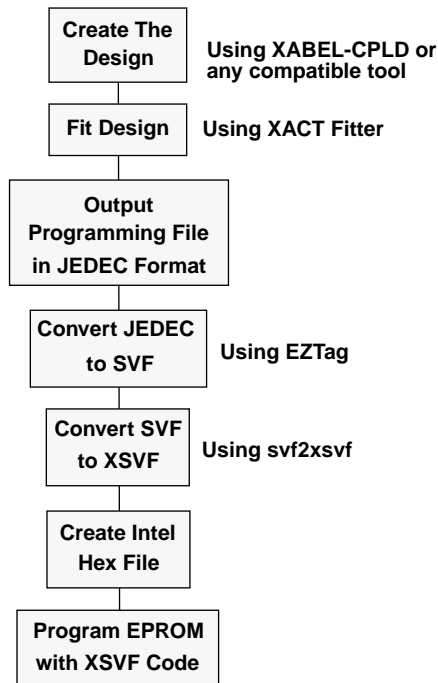 Create The
Design
Using XABEL-CPLD or
any compatible tool
Fit Design
Using XACT Fitter
Output
Programming File
in JEDEC Format
Convert JEDEC
to SVF
Using EZTag
Convert SVF
to XSVF
Using svf2xsvf
Create Intel
Hex File
Program EPROM
with XSVF Code